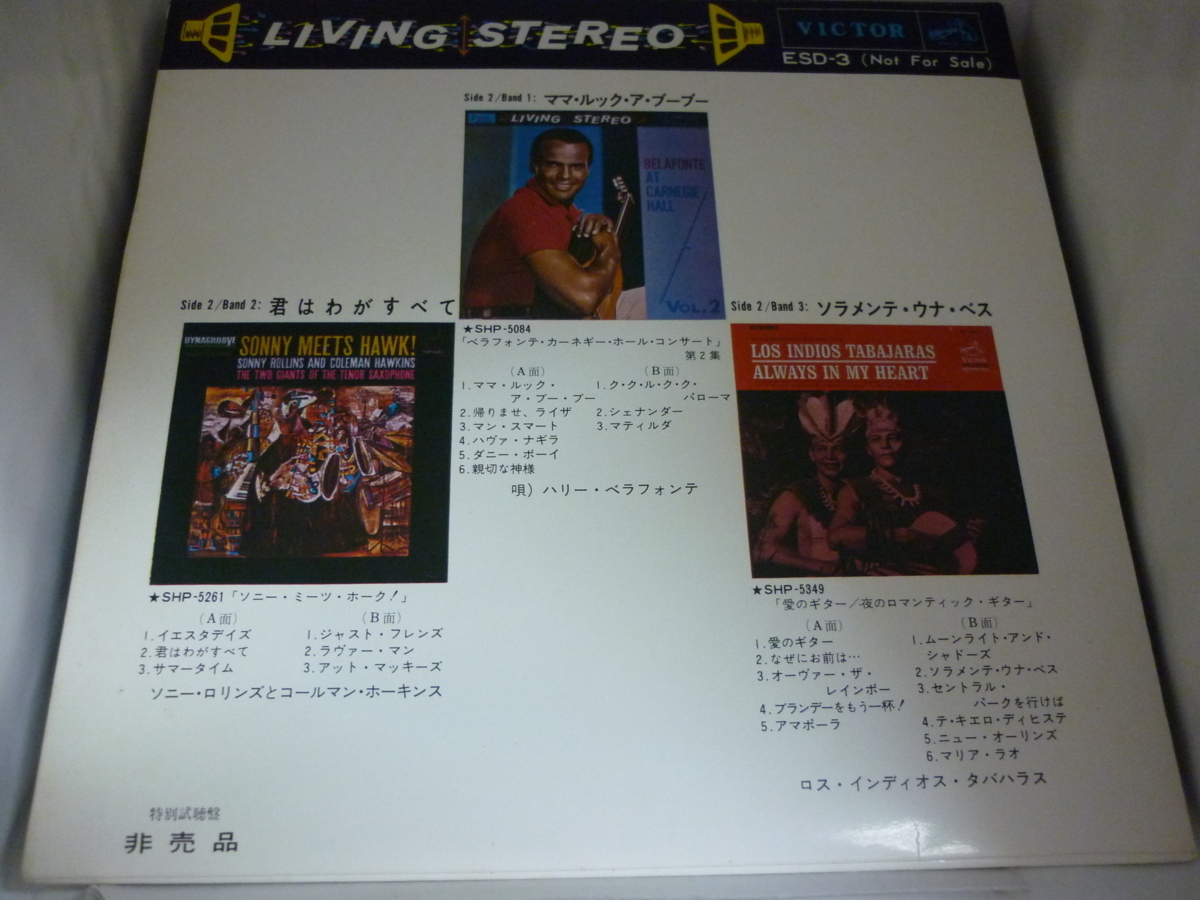 LIVING STEREO
VICTOR
ESD-3 (Not For Sale)
Side 2/Band 1: ママ・ルック・ア・ブーブー
LIVING STEREO
BELAFONTE
AT
CARNEGIE
HALL
VOL.2
★SHP-5084
「ベラフォンテ・カーネギー・ホール・コンサート」
第2集
(A面)
1.ママ・ルック・
ア・ブー・ブー
2.帰りませ、ライザ
3.マン・スマート
4.ハヴァ・ナギラ
5.ダニー・ボーイ
6.親切な神様
(B面)
1.ク・ク・ル・ク・ク・
パローマ
2.シェナンダー
3.マティルダ
唄)ハリー・ベラフォンテ
Side 2/Band 2: 君はわがすべて
DYNAGROOVE
SONNY MEETS HAWK!
SONNY ROLLINS AND COLEMAN HAWKINS
THE TWO GIANTS OF THE TENOR SAXOPHONE
★SHP-5261「ソニー・ミーツ・ホーク!」
(A面)
1.イエスタデイズ
2.君はわがすべて
3.サマータイム
(B面)
1.ジャスト・フレンズ
2.ラヴァー・マン
3.アット・マッキーズ
ソニー・ロリンズとコールマン・ホーキンス
Side 2/Band 3: ソラメンテ・ウナ・ベス
LOS INDIOS TABAJARAS
ALWAYS IN MY HEART
★SHP-5349
「愛のギター/夜のロマンティック・ギター」
(A面)
1.愛のギター
2.なぜにお前は…
3.オーヴァー・ザ・
レインボー
4.ブランデーをもう一杯!
5.アマポーラ
(B面)
1.ムーンライト・アンド・
シャドーズ
2.ソラメンテ・ウナ・ベス
3.セントラル・
パークを行けば
4.テ・キエロ・ディヒステ
5.ニュー・オーリンズ
6.マリア・ラオ
ロス・インディオス・タバハラス
特別試聴盤
非売品